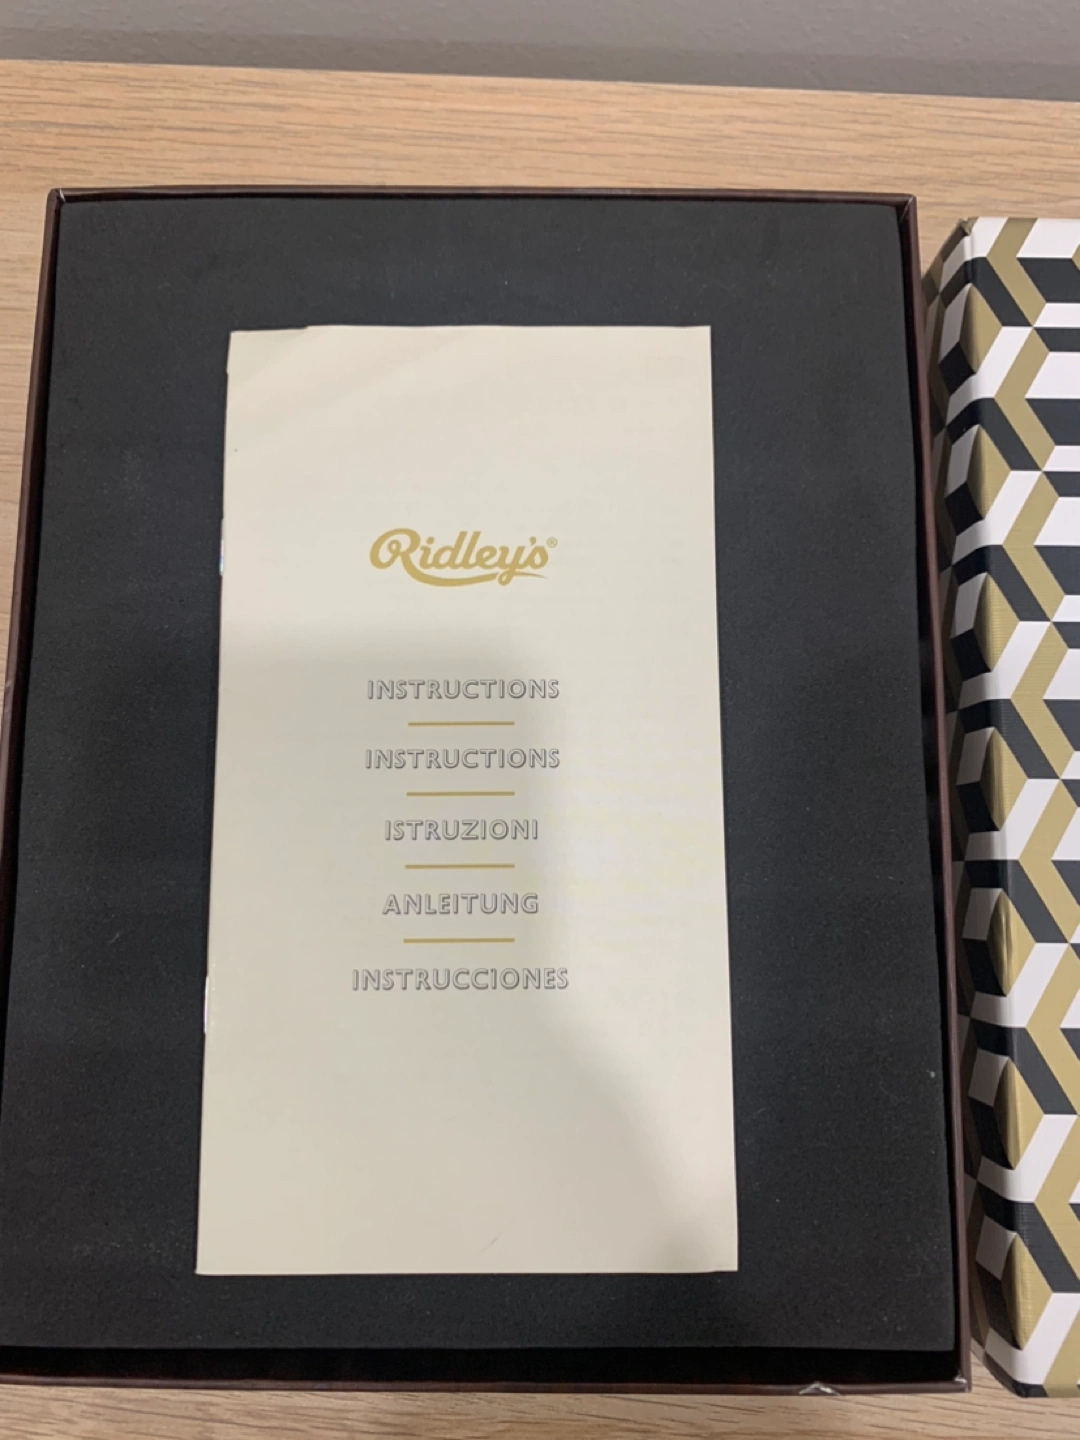 Ridley's®
INSTRUCTIONS
INSTRUCTIONS
ISTRUZIONI
ANLEITUNG
INSTRUCCIONES